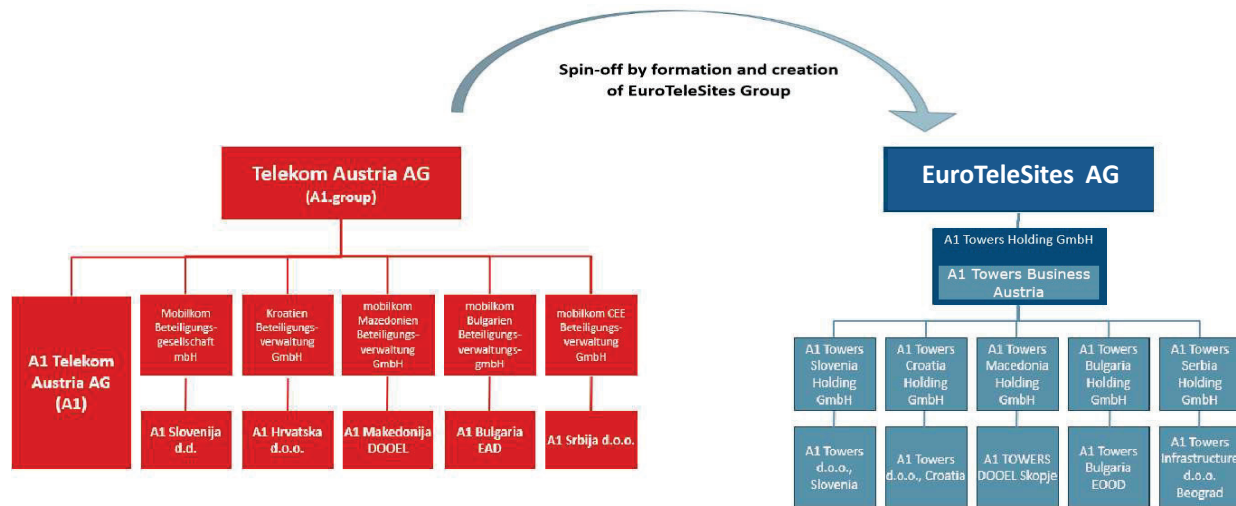 Spin-off by formation and creation
of EuroTeleSites Group
Telekom Austria AG
(A1.group)
A1 Telekom
Austria AG
(A1)
Mobilkom
Beteiligungs-
gesellschaft
mbH
Kroatien
Beteiligungs-
verwaltung
GmbH
mobilkom
Mazedonien
Beteiligungs-
verwaltung
GmbH
mobilkom
Bulgarien
Beteiligungs-
verwaltungs-
gmbH
mobilkom CEE
Beteiligungs-
verwaltung
GmbH
A1 Slovenija
d.d.
A1 Hrvatska
d.o.o.
A1 Makedonija
DOOEL
A1 Bulgaria
EAD
A1 Srbija d.o.o.
EuroTeleSites AG
A1 Towers Holding GmbH
A1 Towers Business
Austria
A1 Towers
Slovenia
Holding
GmbH
A1 Towers
Croatia
Holding
GmbH
A1 Towers
Macedonia
Holding
GmbH
A1 Towers
Bulgaria
Holding
GmbH
A1 Towers
Serbia
Holding
GmbH
A1 Towers
d.o.o.,
Slovenia
A1 Towers
d.o.o., Croatia
A1 TOWERS
DOOEL Skopje
A1 Towers
Bulgaria
EOOD
A1 Towers
Infrastructure
d.o.o.
Beograd